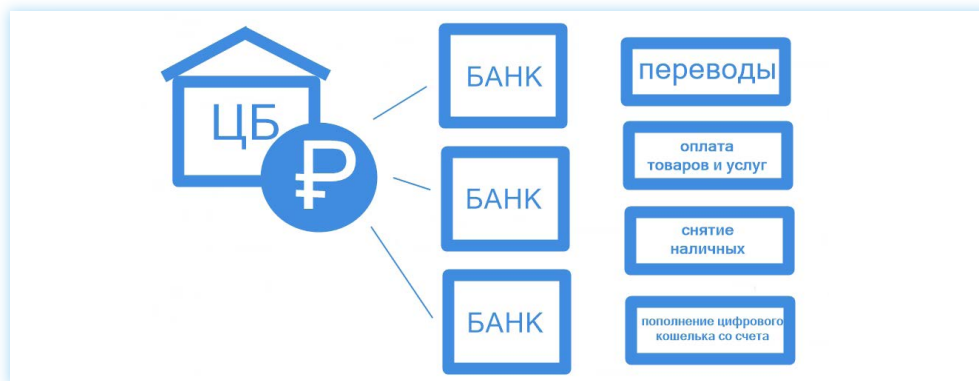 ЦБ
₽
БАНК
БАНК
БАНК
переводы
оплата
товаров и услуг
снятие
наличных
пополнение цифрового
кошелька со счета